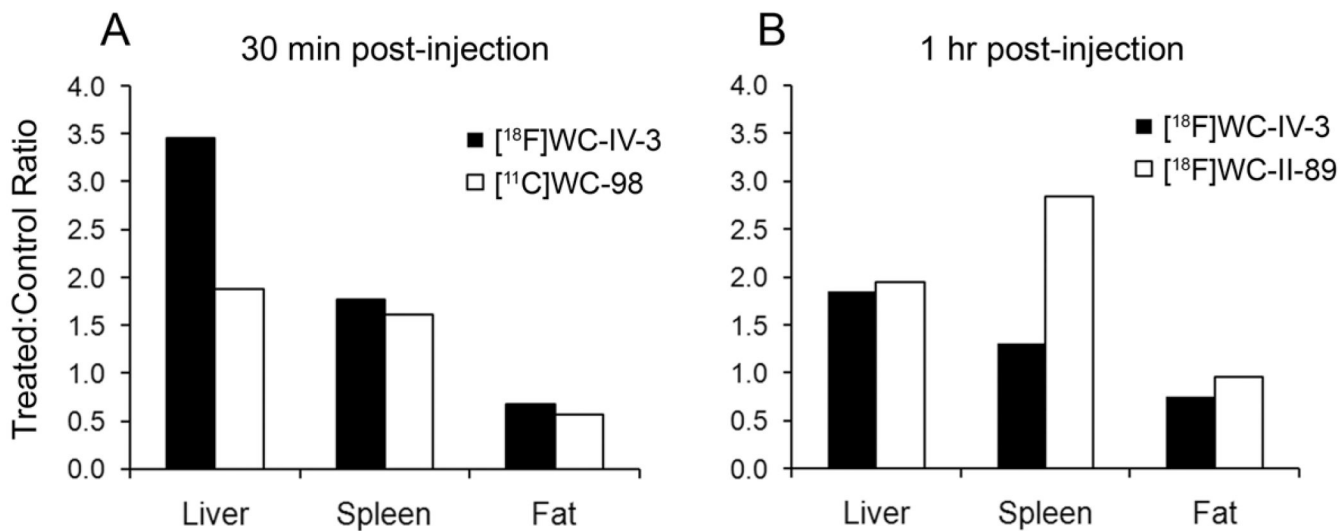 A
30 min post-injection
Treated:Control Ratio
4.0
3.5
3.0
2.5
2.0
1.5
1.0
0.5
0.0
[¹⁸F]WC-IV-3
[¹¹C]WC-98
Liver Spleen Fat
B
1 hr post-injection
4.0
3.5
3.0
2.5
2.0
1.5
1.0
0.5
0.0
[¹⁸F]WC-IV-3
[¹⁸F]WC-II-89
Liver Spleen Fat